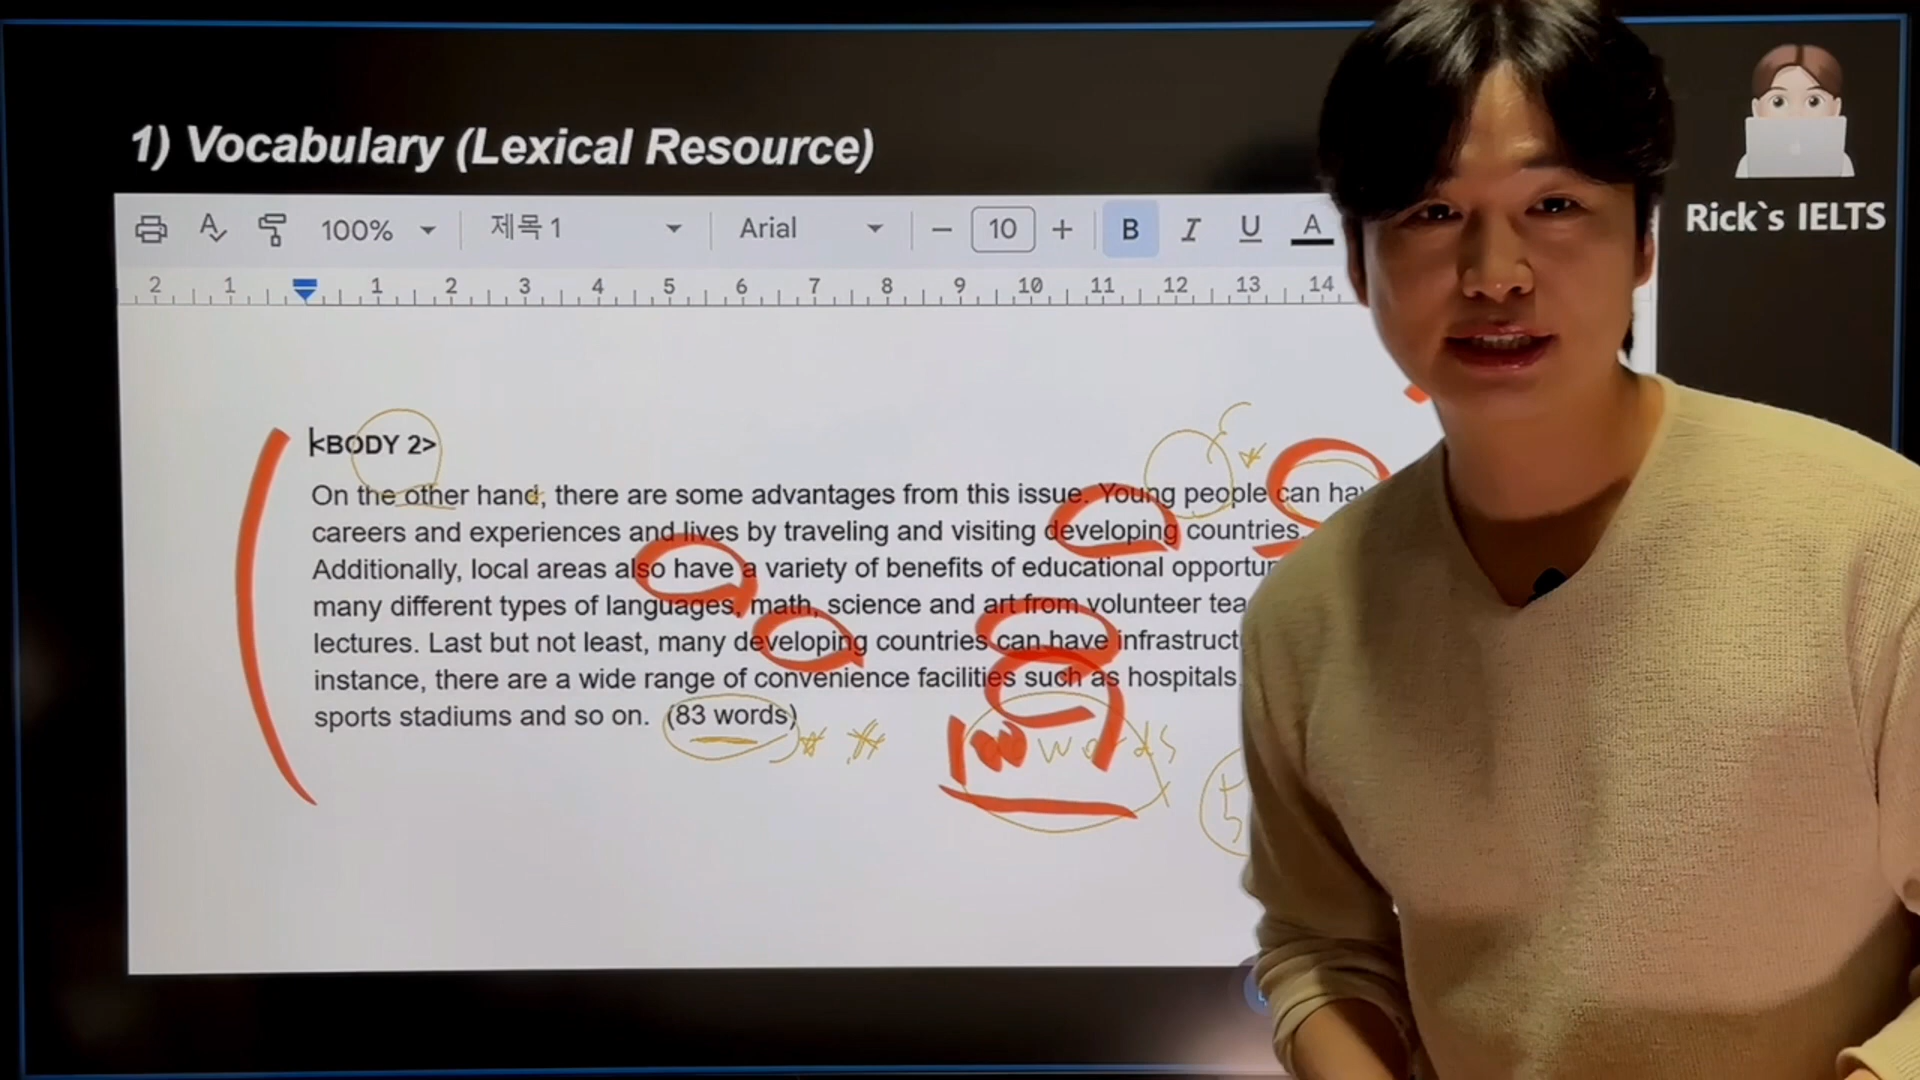 1) Vocabulary (Lexical Resource)
Rick`s IELTS
100% 제목 1 Arial 10 B I U A
2 1 1 2 3 4 5 6 7 8 9 10 11 12 13 14
<BODY 2>
On the other hand, there are some advantages from this issue. Young people can
careers and experiences and lives by traveling and visiting developing countries.
Additionally, local areas also have a variety of benefits of educational
many different types of languages, math, science and art from volunteer
lectures. Last but not least, many developing countries can have
instance, there are a wide range of convenience facilities such as hospitals
sports stadiums and so on. (83 words)
100 words